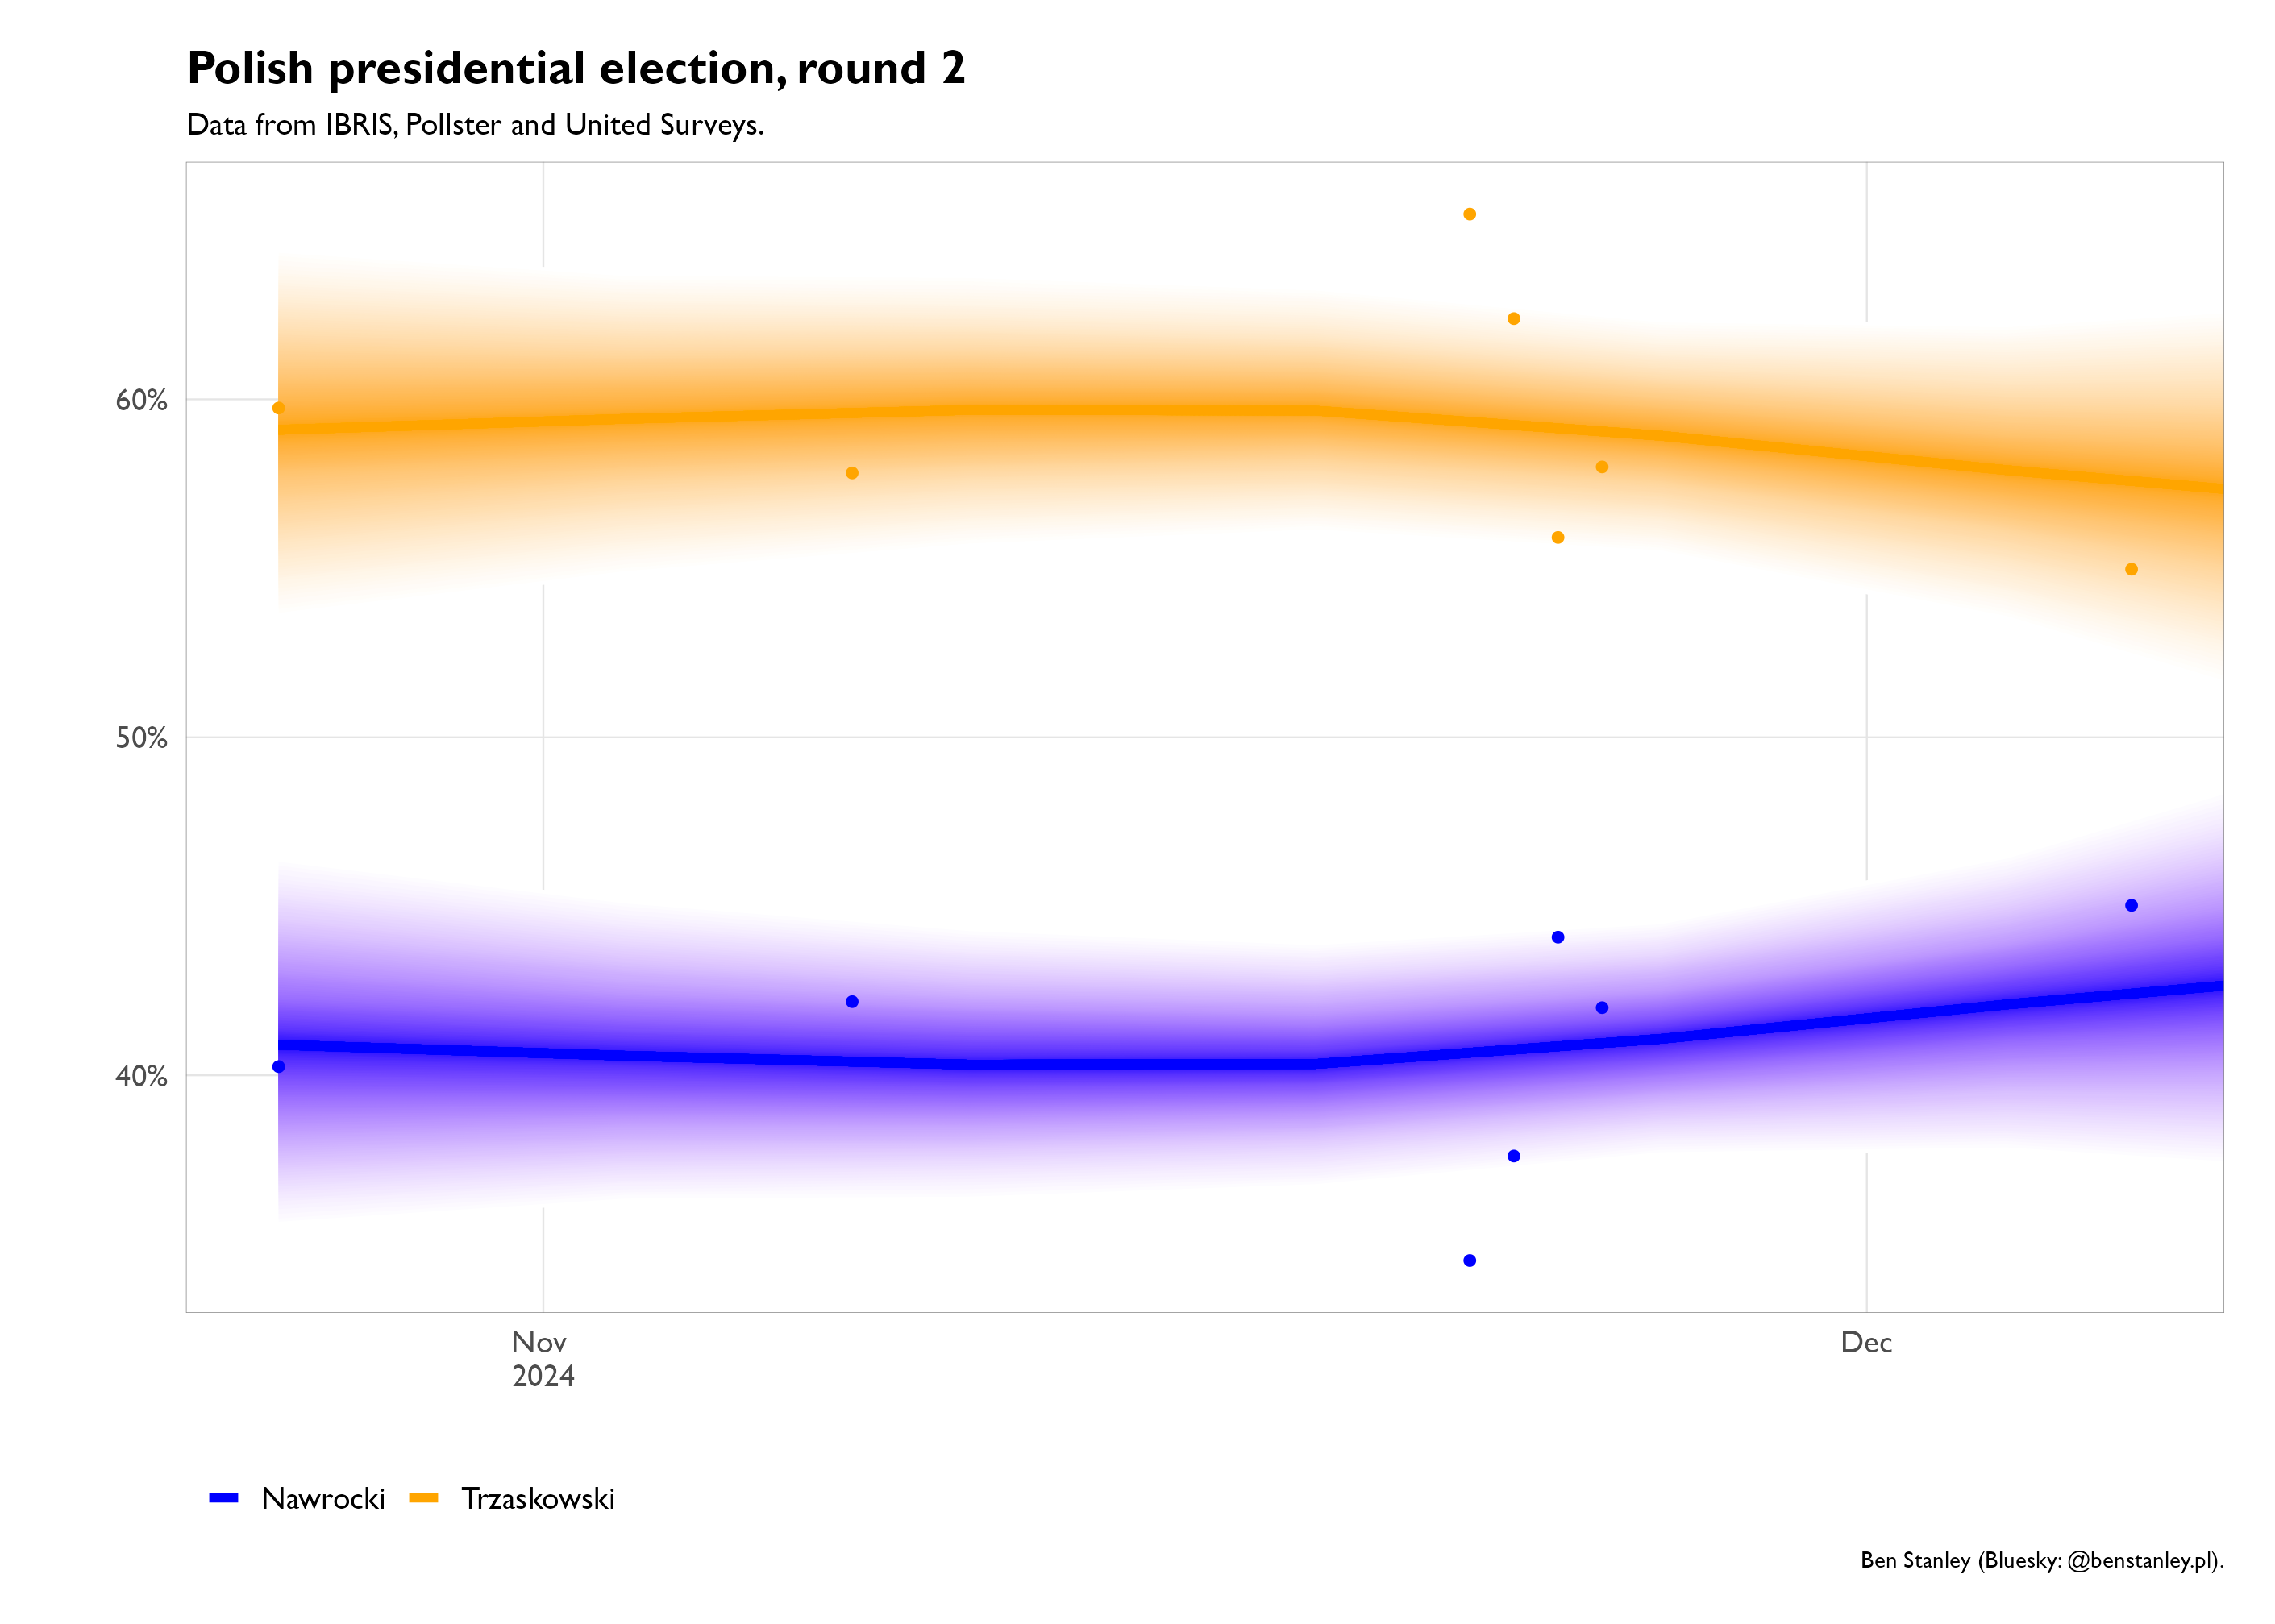 Polish presidential election, round 2
Data from IBRIS, Pollster and United Surveys.
60%
50%
40%
Nov
2024
Dec
Nawrocki
Trzaskowski
Ben Stanley (Bluesky: @benstanley.pl).